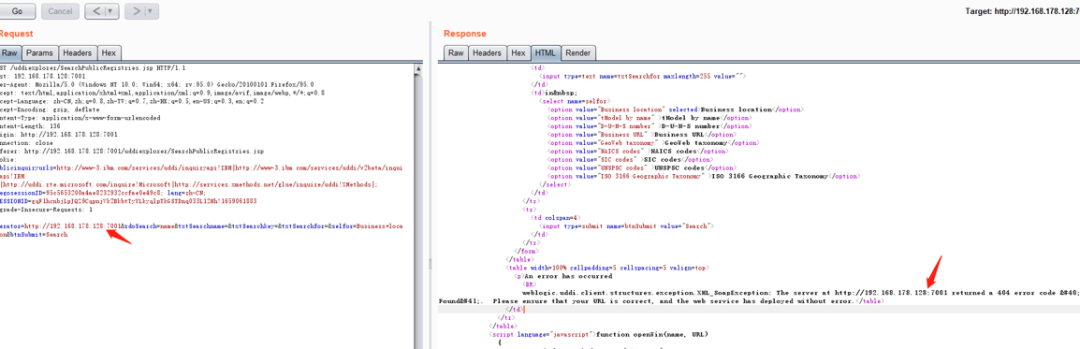 Go
Cancel
<
>
Target: http://192.168.178.128:7
Request
Raw
Params
Headers
Hex
ST /uddiexplorer/SearchPublicRegistries.jsp HTTP/1.1
st: 192.168.178.128:7001
er-Agent: Mozilla/5.0 (Windows NT 10.0; Win64; x64; rv:95.0) Gecko/20100101 Firefox/95.0
cept: text/html,application/xhtml+xml,application/xml;q=0.9,image/avif,image/webp,*/*;q=0.8
cept-Language: zh-CN,zh;q=0.8,zh-TW;q=0.7,zh-HK;q=0.5,en-US;q=0.3,en;q=0.2
cept-Encoding: gzip, deflate
ntent-Type: application/x-www-form-urlencoded
ntent-Length: 136
igin: http://192.168.178.128:7001
nnection: close
ferer: http://192.168.178.128:7001/uddiexplorer/SearchPublicRegistries.jsp
okie:
blicinquiryurls=http://www-3.ibm.com/services/uddi/inquiryapi!IBM|http://www-3.ibm.com/services/uddi/v2beta/inqui
|http://uddi.rte.microsoft.com/inquire!Microsoft|http://services.xmethods.net/glue/inquire/uddi!XMethods|;
grade-Insecure-Requests: 1
erator=http://192.168.178.128:7001&rdoSearch=name&txtSearchname=&txtSearchkey=&txtSearchfor=&selfor=Business+loca
on&btnSubmit=Search
Response
Raw
Headers
Hex
HTML
Render
<td>
<input type=text name=txtSearchfor maxlength=255 value="">
</td>
<td>in&nbsp;
<select name=selfor>
<option value="Business location" selected>Business location</option>
<option value="tModel by name" >tModel by name</option>
<option value="D-U-N-S number" >D-U-N-S number</option>
<option value="Business URL" >Business URL</option>
<option value="GeoWeb taxonomy" >GeoWeb taxonomy</option>
<option value="NAICS codes" >NAICS codes</option>
<option value="SIC codes" >SIC codes</option>
<option value="UNSPSC codes" >UNSPSC codes</option>
<option value="ISO 3166 Geographic Taxonomy" >ISO 3166 Geographic Taxonomy</option>
</select>
</td>
</tr>
<tr>
<td colspan=4>
<input type=submit name=btnSubmit value="Search">
</td>
</tr>
</form>
</table>
<table width=100% cellpadding=5 cellspacing=5 valign=top>
<p>An error has occurred
<BR>
weblogic.uddi.client.structures.exception.XML_SoapException: The server at http://192.168.178.128:7001 returned a 404 error code &#40;
Found&#41;.  Please ensure that your URL is correct, and the web service has deployed without error.</table>
</td>
</tr>
</table>
<script language="javascript">function openWin(name, URL)
{